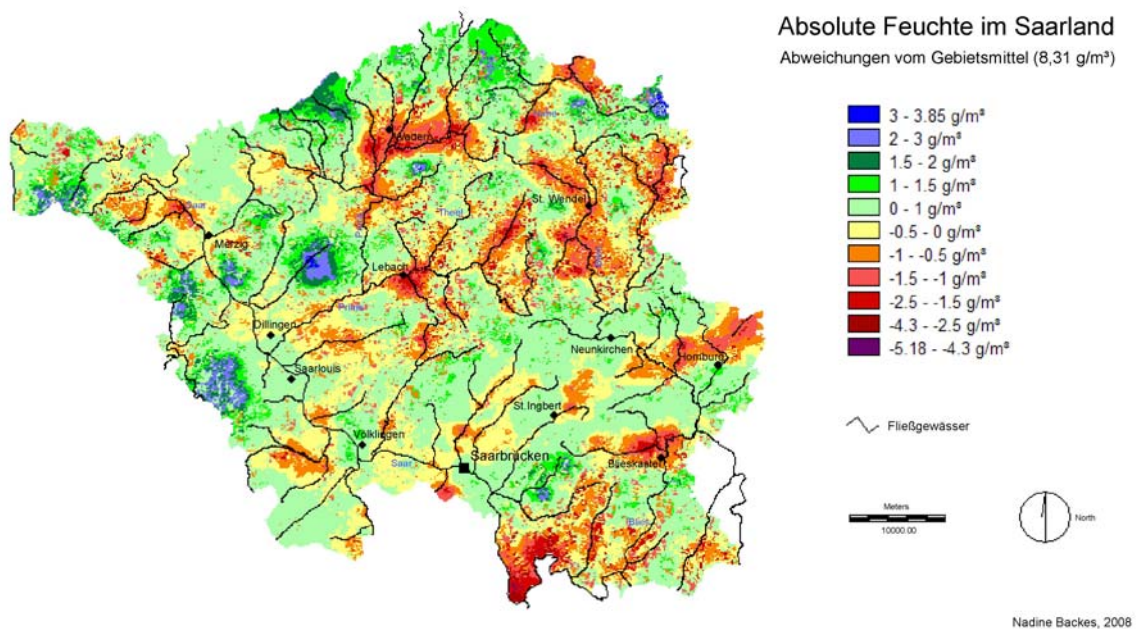 Absolute Feuchte im Saarland
Abweichungen vom Gebietsmittel (8,31 g/m³)
3 - 3.85 g/m³
2 - 3 g/m³
1.5 - 2 g/m³
1 - 1.5 g/m³
0 - 1 g/m³
-0.5 - 0 g/m³
-1 - -0.5 g/m³
-1.5 - -1 g/m³
-2.5 - -1.5 g/m³
-4.3 - -2.5 g/m³
-5.18 - -4.3 g/m³
Fließgewässer
Meters
10000.00
North
Wadern
St. Wendel
Saar
Theel
Merzig
Lebach
Prims
Dillingen
Neunkirchen
Homburg
Saarlouis
St.Ingbert
Völklingen
Saarbrücken
Saar
Blieskastel
Blies
Nadine Backes, 2008